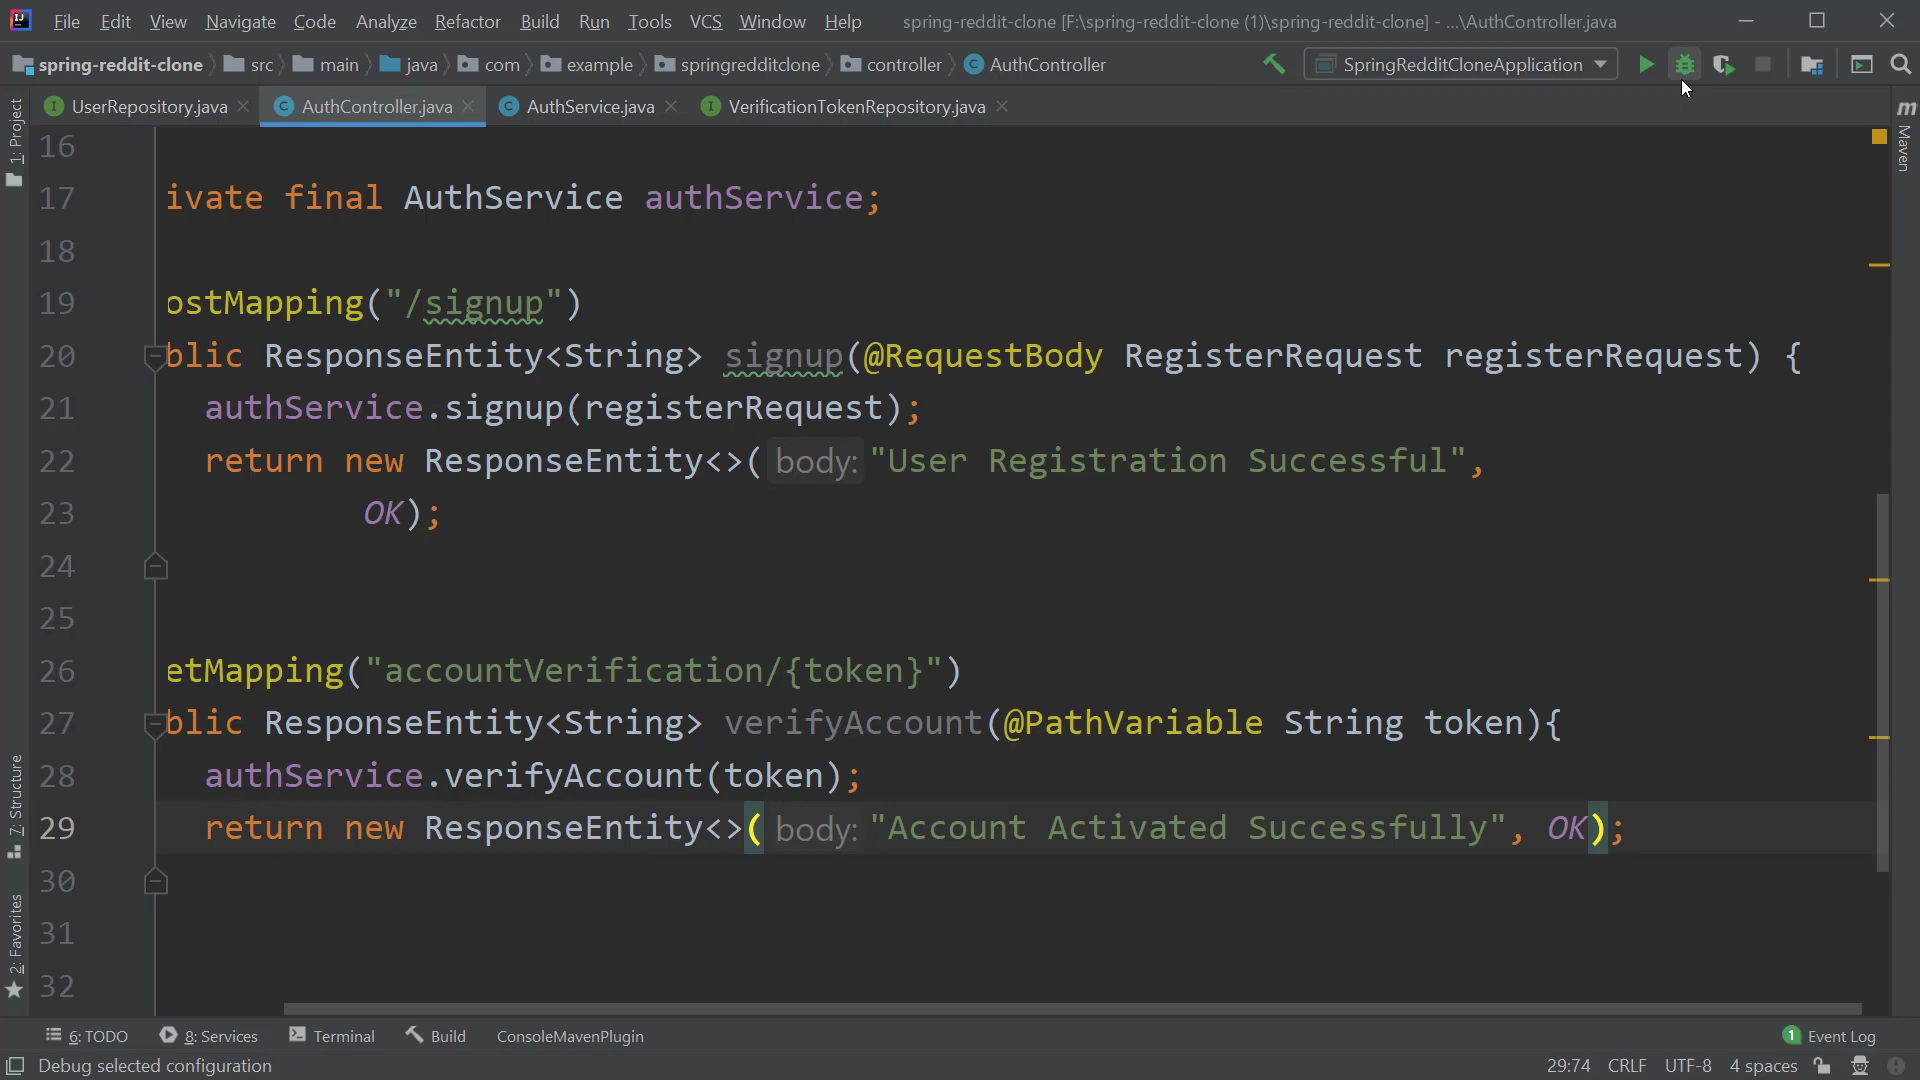 File Edit View Navigate Code Analyze Refactor Build Run Tools VCS Window Help spring-reddit-clone [F:\spring-reddit-clone (1)\spring-reddit-clone] - ...\AuthController.java
spring-reddit-clone src main java com example springredditclone controller AuthController SpringRedditCloneApplication
UserRepository.java AuthController.java AuthService.java VerificationTokenRepository.java
1: Project
m Maven
16
17 ivate final AuthService authService;
18
19 ostMapping("/signup")
20 blic ResponseEntity<String> signup(@RequestBody RegisterRequest registerRequest) {
21 authService.signup(registerRequest);
22 return new ResponseEntity<>( body: "User Registration Successful",
23 OK);
24
25
26 etMapping("accountVerification/{token}")
27 blic ResponseEntity<String> verifyAccount(@PathVariable String token){
28 authService.verifyAccount(token);
29 return new ResponseEntity<>( body: "Account Activated Successfully", OK);
30
31
32
7: Structure
2: Favorites
6: TODO 8: Services Terminal Build ConsoleMavenPlugin 1 Event Log
Debug selected configuration 29:74 CRLF UTF-8 4 spaces